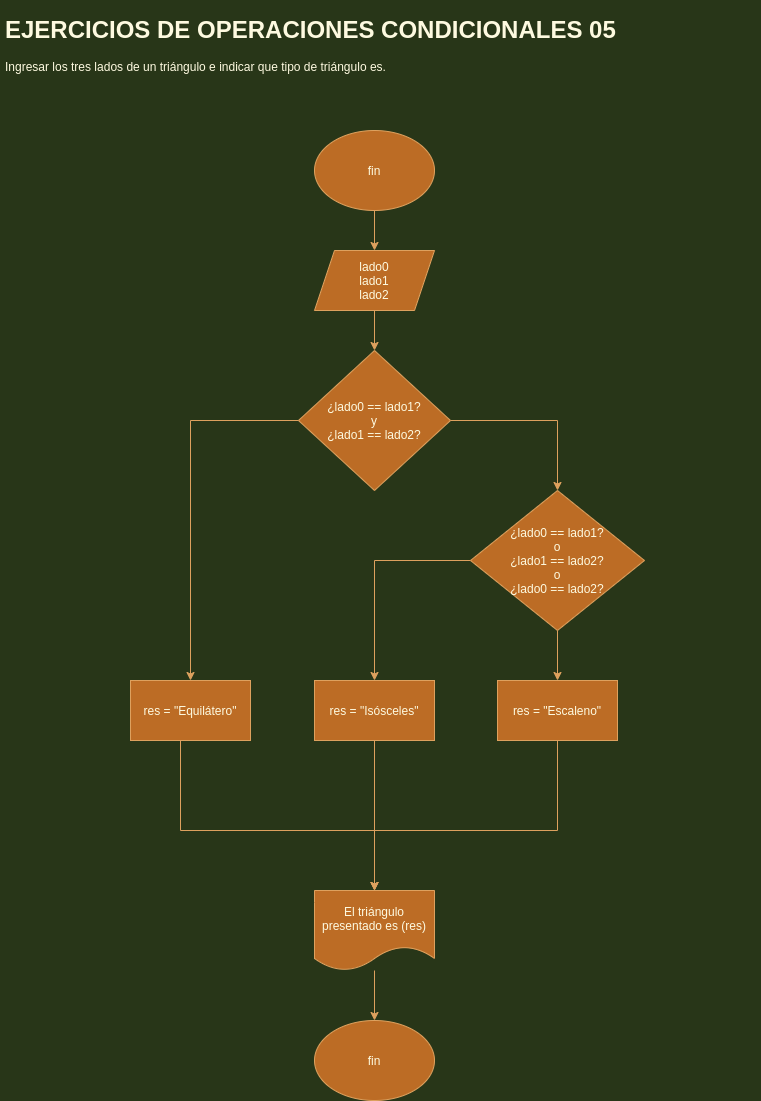 EJERCICIOS DE OPERACIONES CONDICIONALES 05
Ingresar los tres lados de un triángulo e indicar que tipo de triángulo es.
fin
lado0
lado1
lado2
¿lado0 == lado1?
y
¿lado1 == lado2?
¿lado0 == lado1?
o
¿lado1 == lado2?
o
¿lado0 == lado2?
res = "Equilátero"
res = "Isósceles"
res = "Escaleno"
El triángulo
presentado es (res)
fin